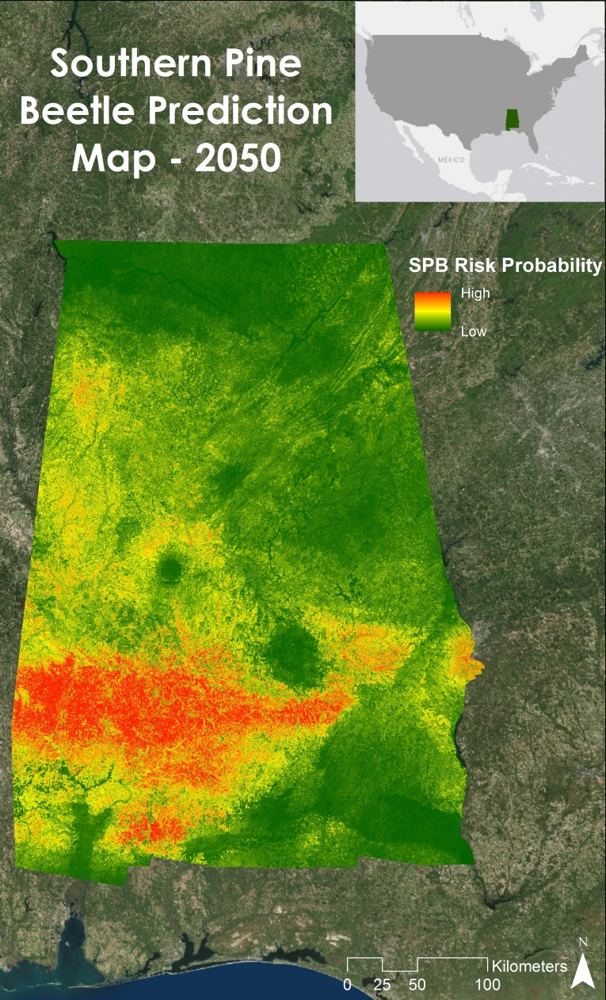 Southern Pine
Beetle Prediction
Map - 2050
MÉXICO
SPB Risk Probability
High
Low
N
Kilometers
0 25 50 100